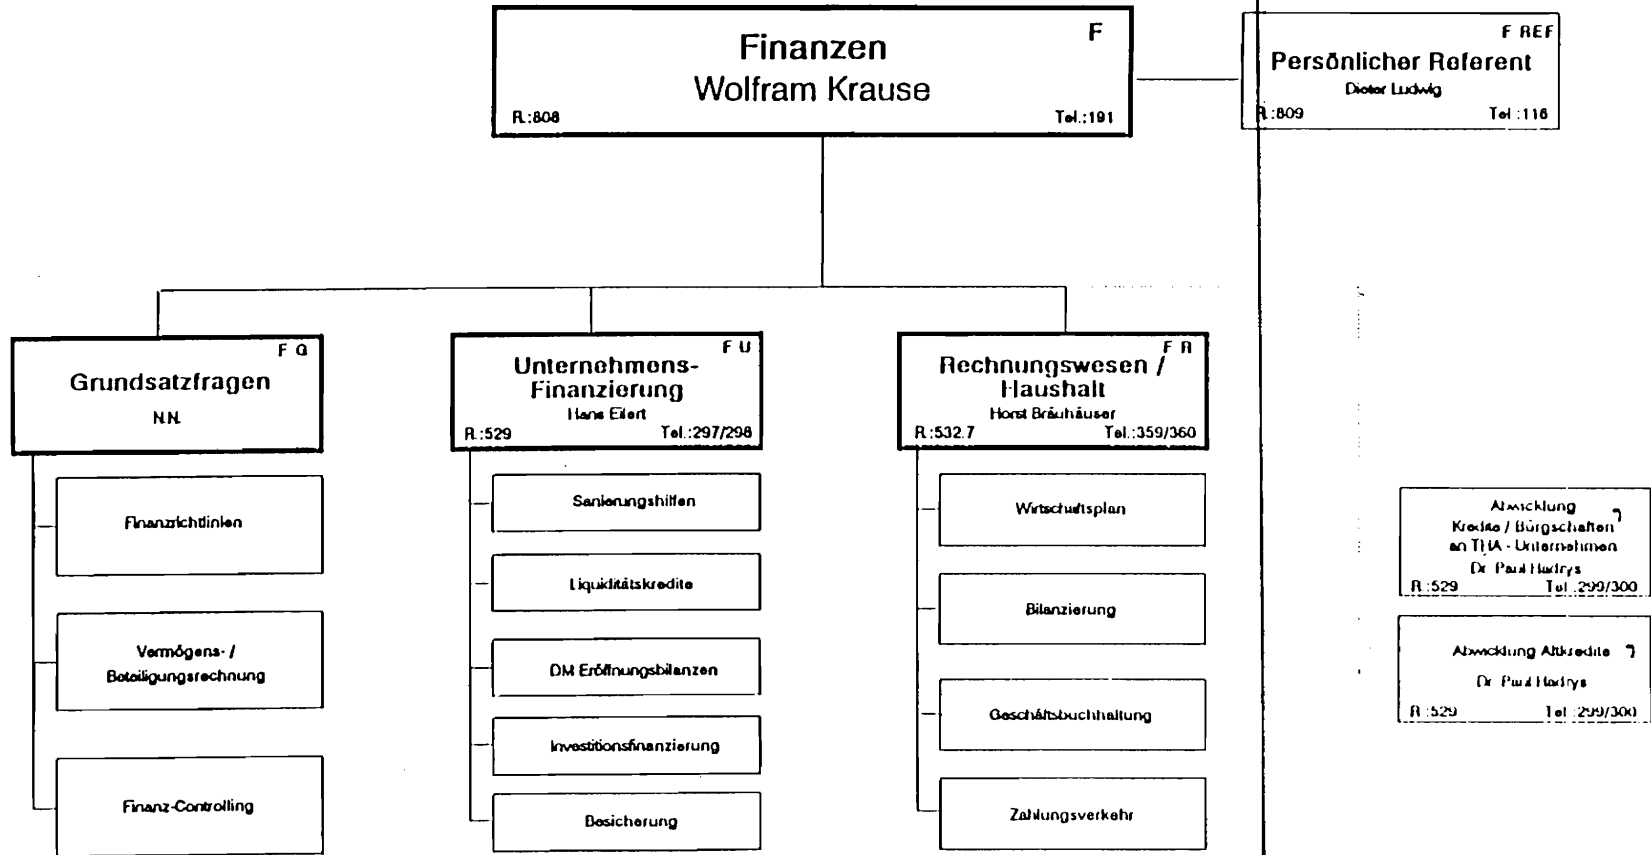 F
Finanzen
Wolfram Krause
R.:808 Tel.:191
F REF
Persönlicher Referent
Dieter Ludwig
R.:809 Tel.:116
F G
Grundsatzfragen
N.N.
Finanzrichtlinien
Vermögens- /
Beteiligungsrechnung
Finanz-Controlling
F U
Unternehmens-
Finanzierung
Hans Eilert
R.:529 Tel.:297/298
Sanierungshilfen
Liquiditätskredite
DM Eröffnungsbilanzen
Investitionsfinanzierung
Besicherung
F R
Rechnungswesen /
Haushalt
Horst Bräuhäuser
R.:532.7 Tel.:359/360
Wirtschaftsplan
Bilanzierung
Geschäftsbuchhaltung
Zahlungsverkehr
Abwicklung
Kredite / Bürgschaften
an THA - Unternehmen
Dr. Paul Hadrys
R.:529 Tel.:299/300
Abwicklung Altkredite
Dr. Paul Hadrys
R.:529 Tel.:299/300